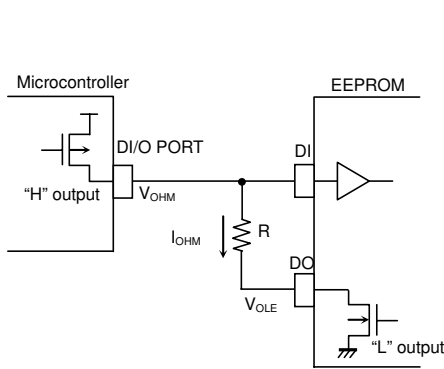 Microcontroller
EEPROM
DI/O PORT
DI
"H" output
VOHM
IOHM
R
DO
VOLE
"L" output